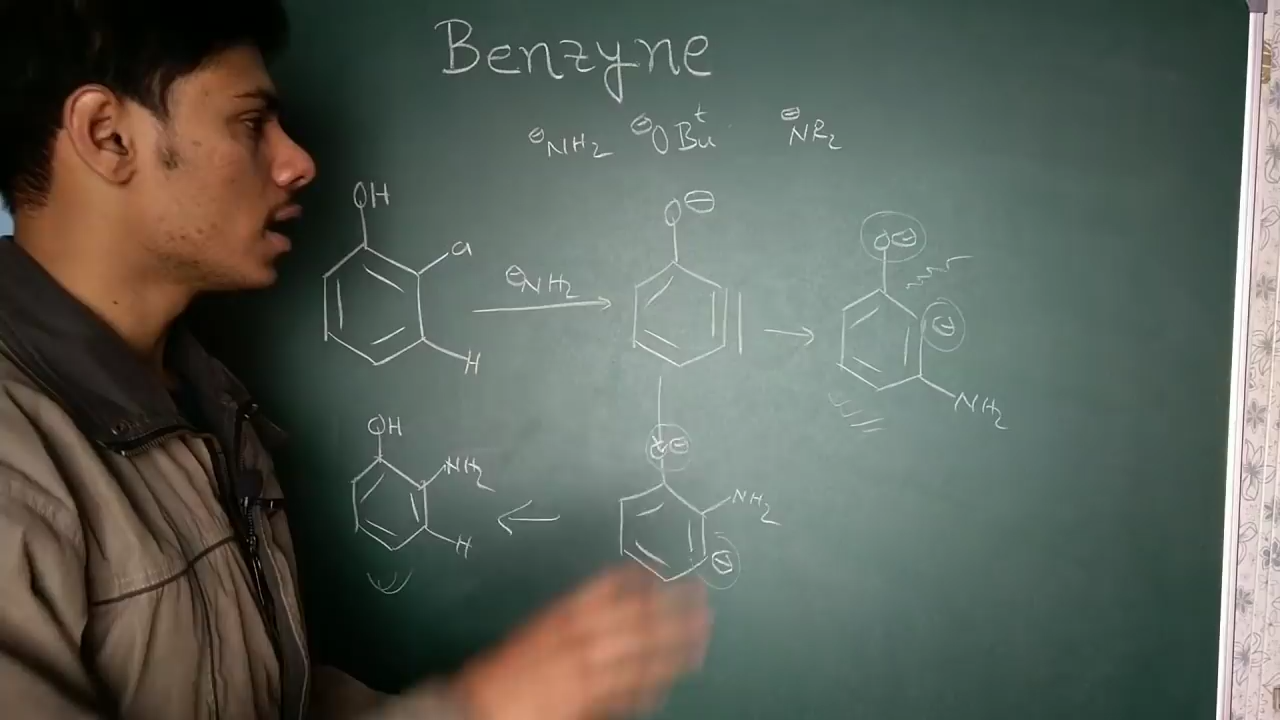 Benzyne
⊖NH2 ⊖OBu^t ⊖NR2
OH
Cl
H
⊖NH2
O⊖
O⊖
⊖
NH2
OH
NH2
H
⊖
NH2
⊖